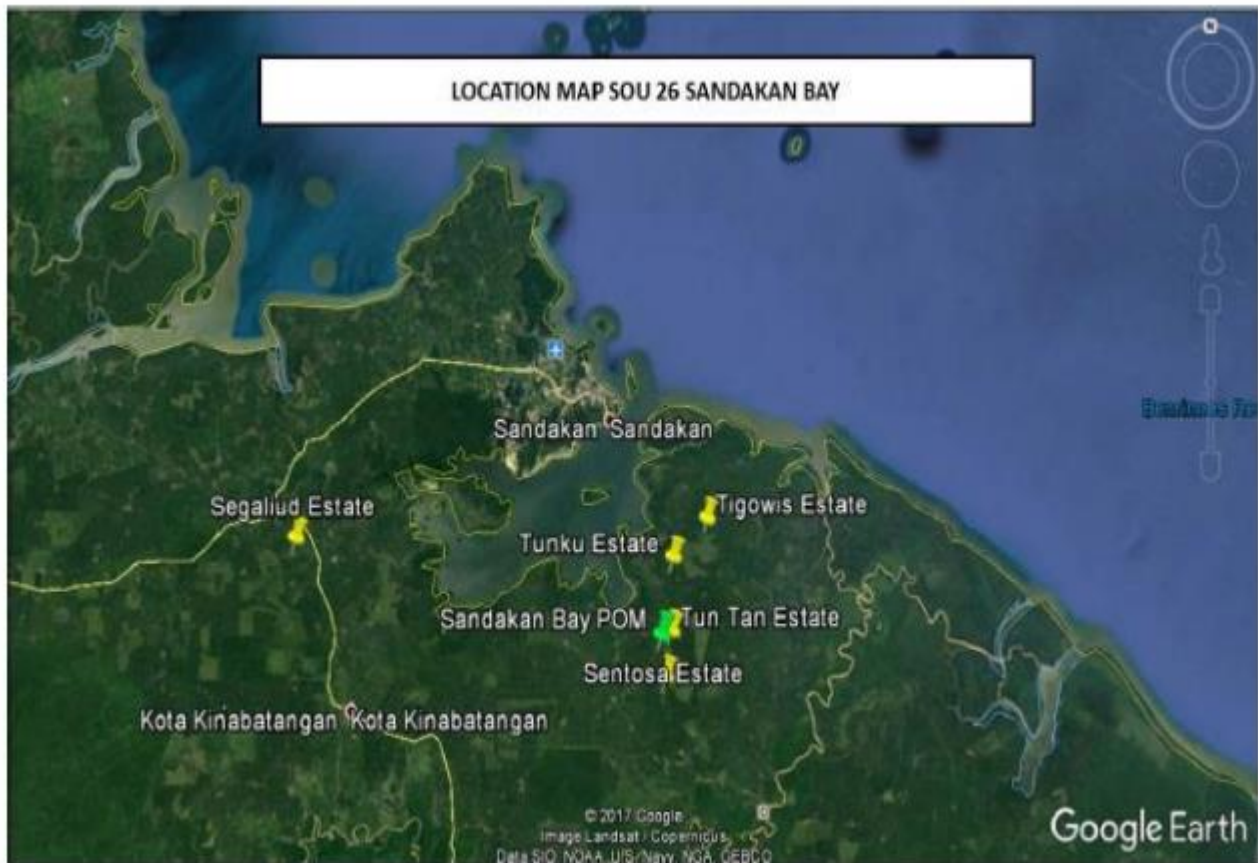 LOCATION MAP SOU 26 SANDAKAN BAY
Sandakan Sandakan
Segaliud Estate
Tigowis Estate
Tunku Estate
Sandakan Bay POM
Tun Tan Estate
Sentosa Estate
Kota Kinabatangan Kota Kinabatangan
© 2017 Google
Image Landsat / Copernicus
Data SIO, NOAA, U.S. Navy, NGA, GEBCO
Google Earth